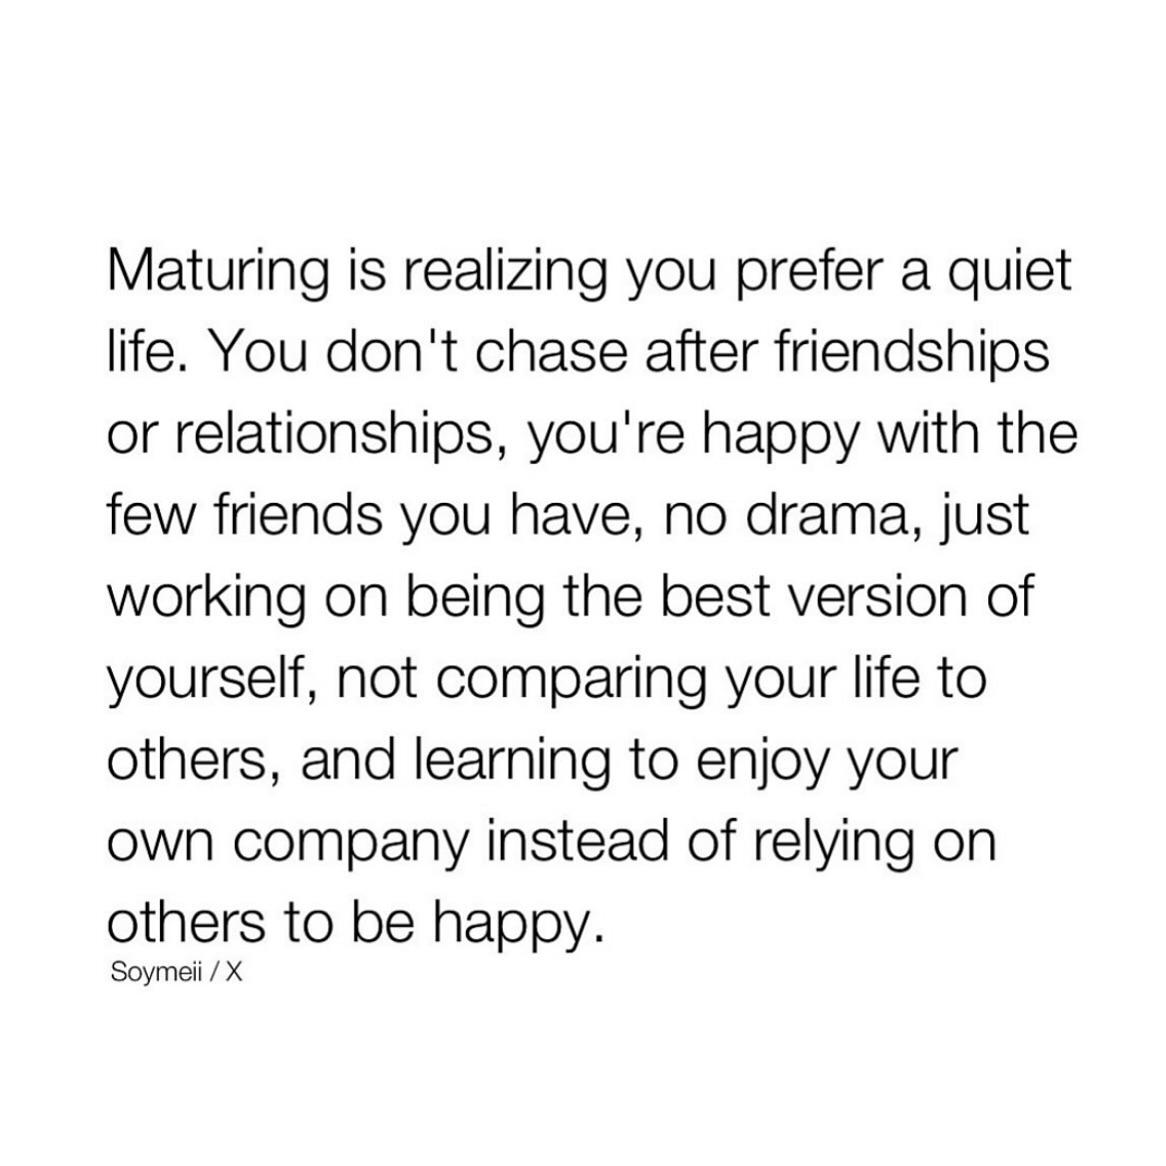 Maturing is realizing you prefer a quiet
life. You don't chase after friendships
or relationships, you're happy with the
few friends you have, no drama, just
working on being the best version of
yourself, not comparing your life to
others, and learning to enjoy your
own company instead of relying on
others to be happy.
Soymeii / X